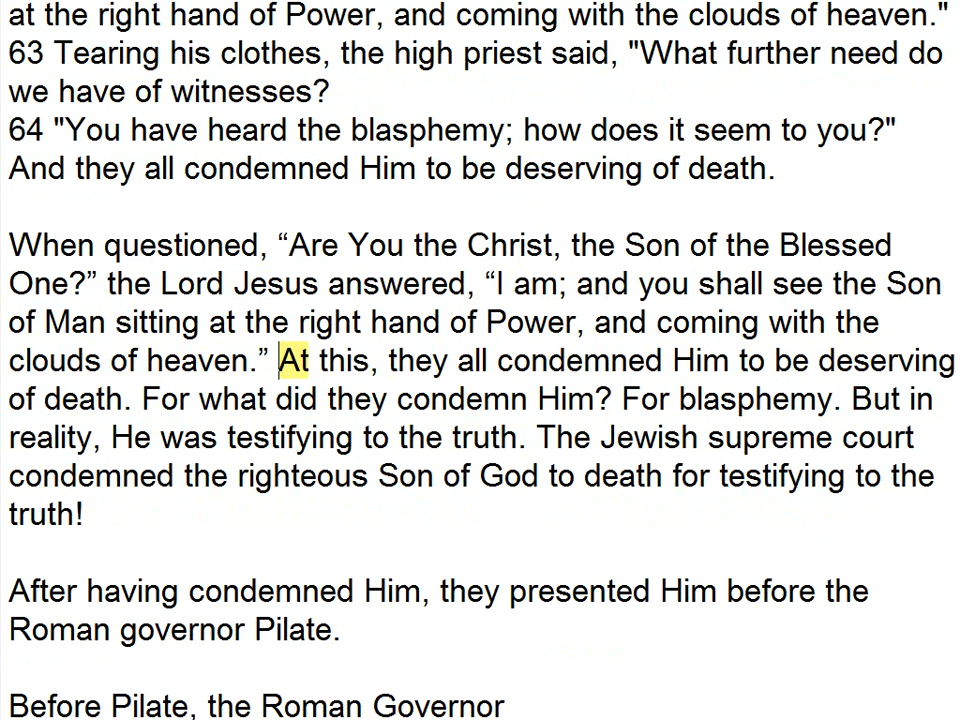 at the right hand of Power, and coming with the clouds of heaven."
63 Tearing his clothes, the high priest said, "What further need do
we have of witnesses?
64 "You have heard the blasphemy; how does it seem to you?"
And they all condemned Him to be deserving of death.
When questioned, “Are You the Christ, the Son of the Blessed
One?” the Lord Jesus answered, “I am; and you shall see the Son
of Man sitting at the right hand of Power, and coming with the
clouds of heaven.” At this, they all condemned Him to be deserving
of death. For what did they condemn Him? For blasphemy. But in
reality, He was testifying to the truth. The Jewish supreme court
condemned the righteous Son of God to death for testifying to the
truth!
After having condemned Him, they presented Him before the
Roman governor Pilate.
Before Pilate, the Roman Governor